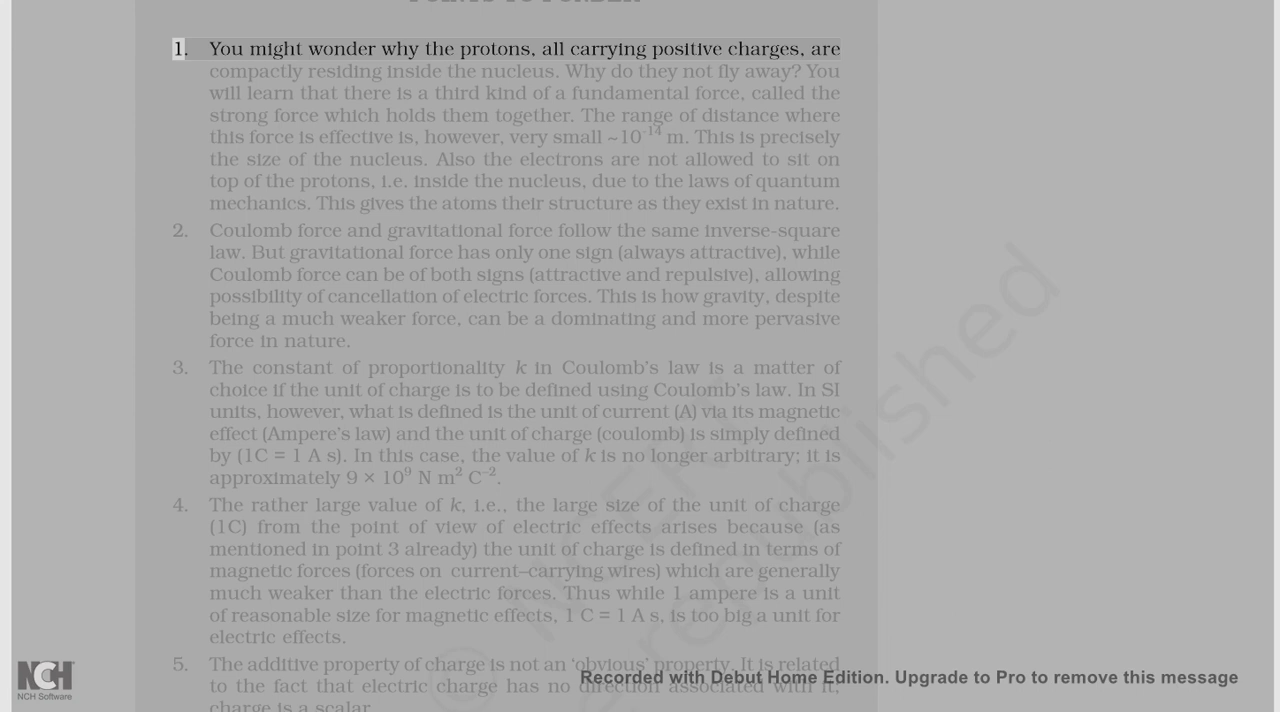 POINTS TO PONDER
1. You might wonder why the protons, all carrying positive charges, are
compactly residing inside the nucleus. Why do they not fly away? You
will learn that there is a third kind of a fundamental force, called the
strong force which holds them together. The range of distance where
this force is effective is, however, very small ~10⁻¹⁴ m. This is precisely
the size of the nucleus. Also the electrons are not allowed to sit on
top of the protons, i.e. inside the nucleus, due to the laws of quantum
mechanics. This gives the atoms their structure as they exist in nature.
2. Coulomb force and gravitational force follow the same inverse-square
law. But gravitational force has only one sign (always attractive), while
Coulomb force can be of both signs (attractive and repulsive), allowing
possibility of cancellation of electric forces. This is how gravity, despite
being a much weaker force, can be a dominating and more pervasive
force in nature.
3. The constant of proportionality k in Coulomb's law is a matter of
choice if the unit of charge is to be defined using Coulomb's law. In SI
units, however, what is defined is the unit of current (A) via its magnetic
effect (Ampere's law) and the unit of charge (coulomb) is simply defined
by (1C = 1 A s). In this case, the value of k is no longer arbitrary; it is
approximately 9 × 10⁹ N m² C⁻².
4. The rather large value of k, i.e., the large size of the unit of charge
(1C) from the point of view of electric effects arises because (as
mentioned in point 3 already) the unit of charge is defined in terms of
magnetic forces (forces on current–carrying wires) which are generally
much weaker than the electric forces. Thus while 1 ampere is a unit
of reasonable size for magnetic effects, 1 C = 1 A s, is too big a unit for
electric effects.
5. The additive property of charge is not an 'obvious' property. It is related
to the fact that electric charge has no direction associated with it;
charge is a scalar.
© NCERT
republished
NCH
NCH Software
Recorded with Debut Home Edition. Upgrade to Pro to remove this message